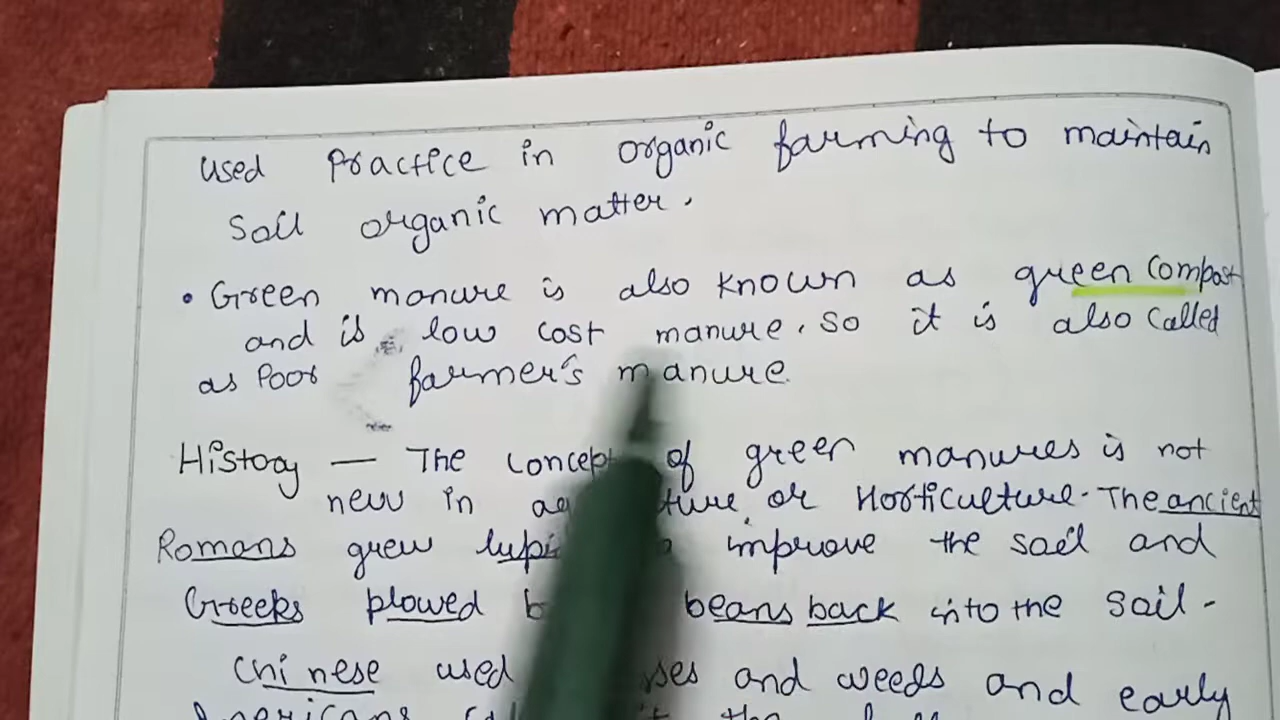 used Practice in organic farming to maintain
Soil organic matter.
• Green manure is also known as green compost
and is low cost manure. So it is also called
as Poor farmer's manure.
History — The concept of green manures is not
new in or Horticulture. The ancient
Romans grew improve the soil and
Greeks plowed beans back into the soil.
Chinese used and weeds and early
Americans